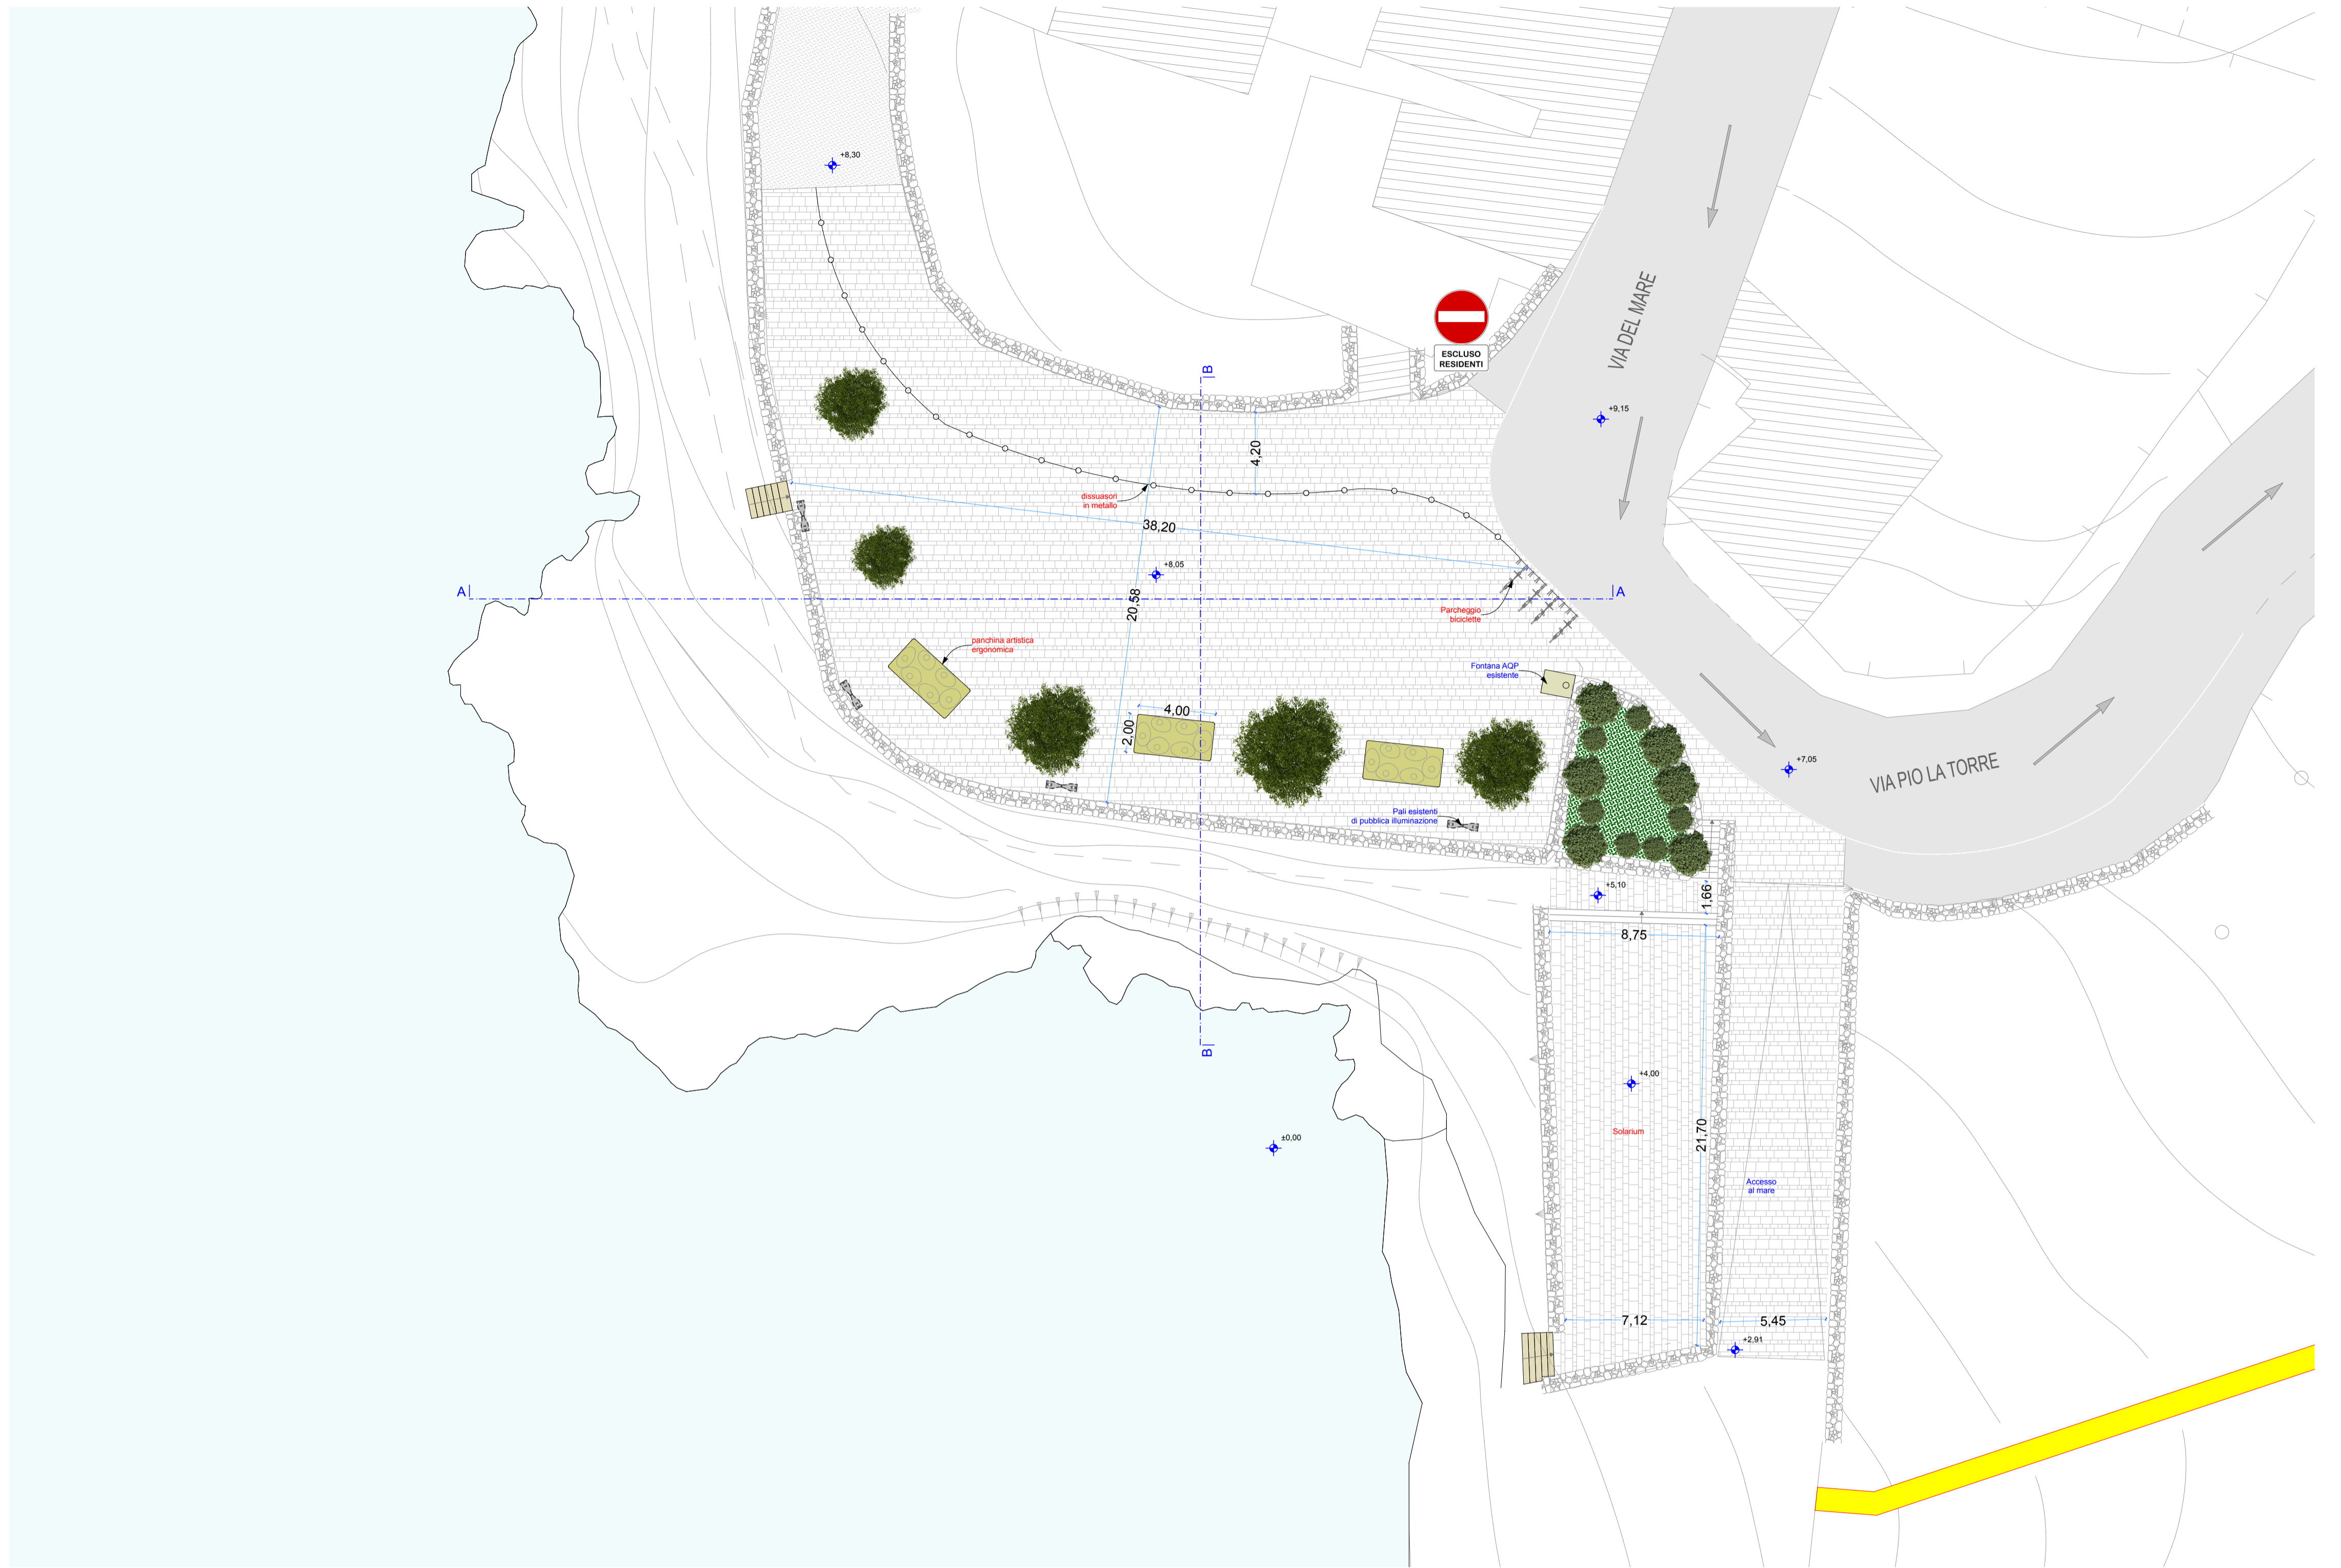 +8,30
ESCLUSO
RESIDENTI
VIA DEL MARE
+9,15
B
4,20
dissuasori
in metallo
38,20
+8,05
A
A
20,58
Parcheggio
biciclette
panchina artistica
ergonomica
Fontana AQP
esistente
4,00
2,00
+7,05
VIA PIO LA TORRE
Pali esistenti
di pubblica illuminazione
+5,10
1,66
8,75
B
+4,00
Solarium
21,70
±0,00
Accesso
al mare
7,12
5,45
+2,91